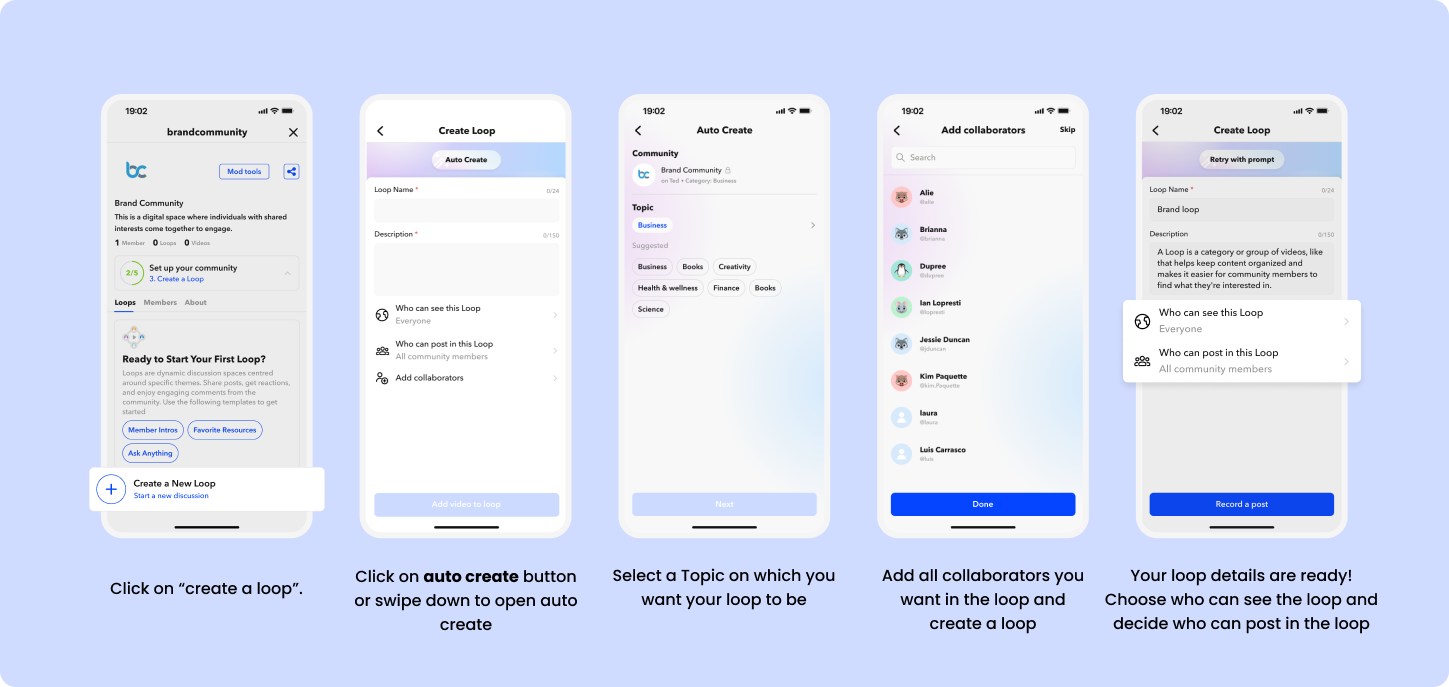 19:02
brandcommunity
bc
Mod tools
Brand Community
This is a digital space where individuals with shared
interests come together to engage.
1 Member 0 Loops 0 Videos
2/5
Set up your community
3. Create a Loop
Loops Members About
Ready to Start Your First Loop?
Loops are dynamic discussion spaces centred
around specific themes. Share posts, get reactions,
and enjoy engaging comments from the
community. Use the following templates to get
started
Member Intros Favorite Resources
Ask Anything
Create a New Loop
Start a new discussion
Click on “create a loop”.
Create Loop
Auto Create
Loop Name * 0/24
Description * 0/150
Who can see this Loop
Everyone
Who can post in this Loop
All community members
Add collaborators
Add video to loop
Click on auto create button
or swipe down to open auto
create
19:02
Auto Create
Community
bc
Brand Community
on Ted • Category: Business
Topic
Business
Suggested
Business Books Creativity
Health & wellness Finance Books
Science
Next
Select a Topic on which you
want your loop to be
19:02
Add collaborators Skip
Search
Alie
@alie
Brianna
@brianna
Dupree
@dupree
Ian Lopresti
@lopresti
Jessie Duncan
@jduncan
Kim Paquette
@kim.Paquette
laura
@laura
Luis Carrasco
@luis
Done
Add all collaborators you
want in the loop and
create a loop
19:02
Create Loop
Retry with prompt
Loop Name * 0/24
Brand loop
Description 0/150
A Loop is a category or group of videos, like
that helps keep content organized and
makes it easier for community members to
find what they're interested in.
Who can see this Loop
Everyone
Who can post in this Loop
All community members
Record a post
Your loop details are ready!
Choose who can see the loop and
decide who can post in the loop